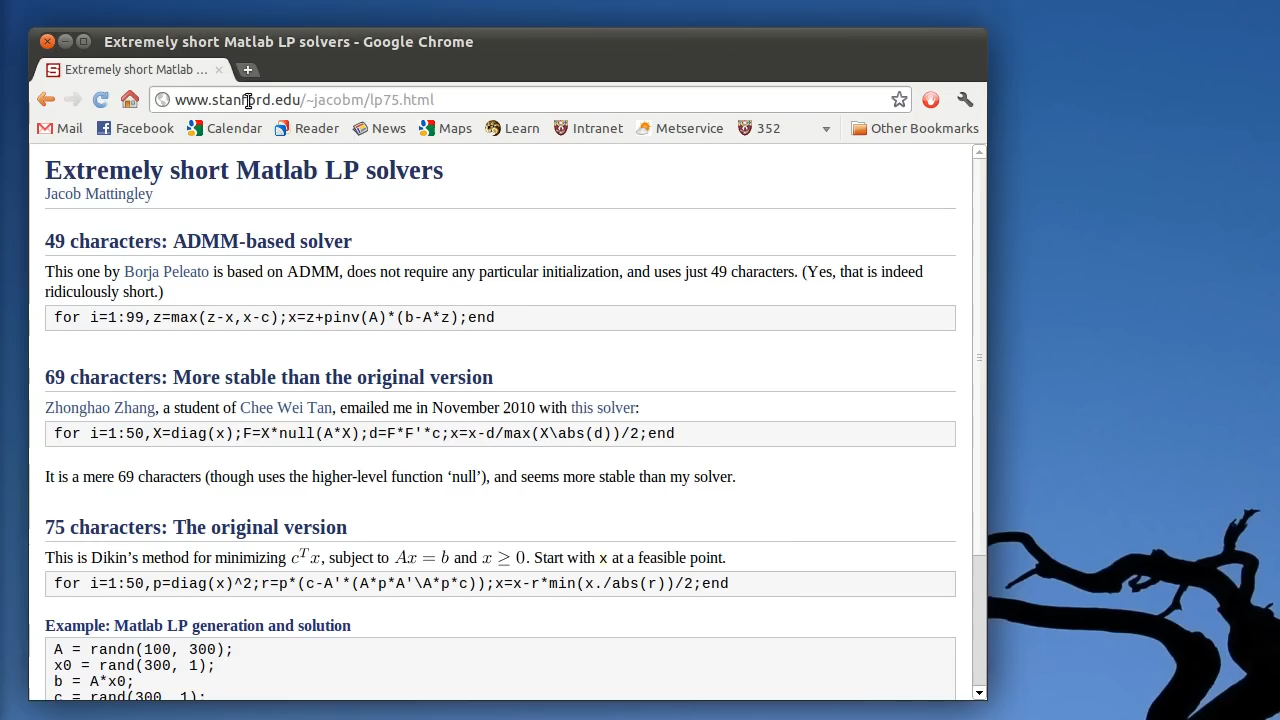 Extremely short Matlab LP solvers - Google Chrome
Extremely short Matlab ...
www.stanford.edu/~jacobm/lp75.html
Mail Facebook Calendar Reader News Maps Learn Intranet Metservice 352 Other Bookmarks
Extremely short Matlab LP solvers
Jacob Mattingley
49 characters: ADMM-based solver
This one by Borja Peleato is based on ADMM, does not require any particular initialization, and uses just 49 characters. (Yes, that is indeed
ridiculously short.)
for i=1:99,z=max(z-x,x-c);x=z+pinv(A)*(b-A*z);end
69 characters: More stable than the original version
Zhonghao Zhang, a student of Chee Wei Tan, emailed me in November 2010 with this solver:
for i=1:50,X=diag(x);F=X*null(A*X);d=F*F'*c;x=x-d/max(X\abs(d))/2;end
It is a mere 69 characters (though uses the higher-level function ‘null’), and seems more stable than my solver.
75 characters: The original version
This is Dikin’s method for minimizing c^T x, subject to Ax = b and x ≥ 0. Start with x at a feasible point.
for i=1:50,p=diag(x)^2;r=p*(c-A'*(A*p*A'\A*p*c));x=x-r*min(x./abs(r))/2;end
Example: Matlab LP generation and solution
A = randn(100, 300);
x0 = rand(300, 1);
b = A*x0;
c = rand(300, 1);